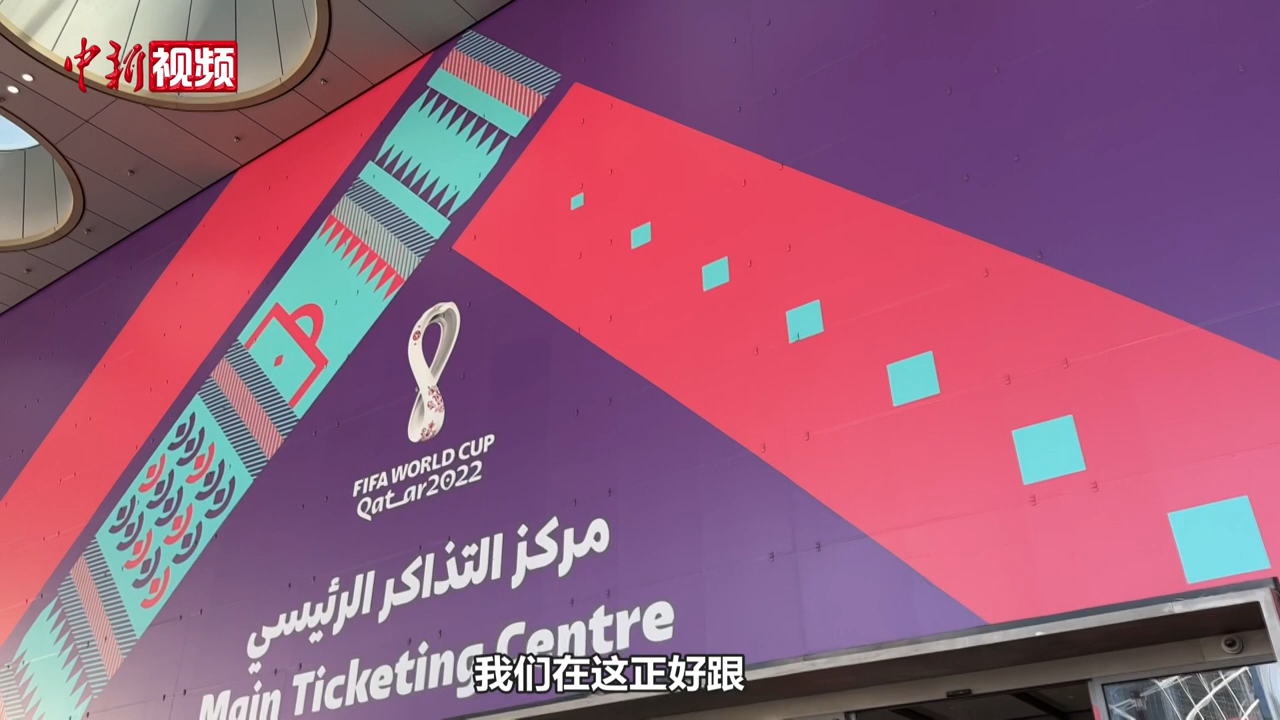 中新视频
FIFA WORLD CUP
Qatar2022
مركز التذاكر الرئيسي
Main Ticketing Centre
我们在这正好跟